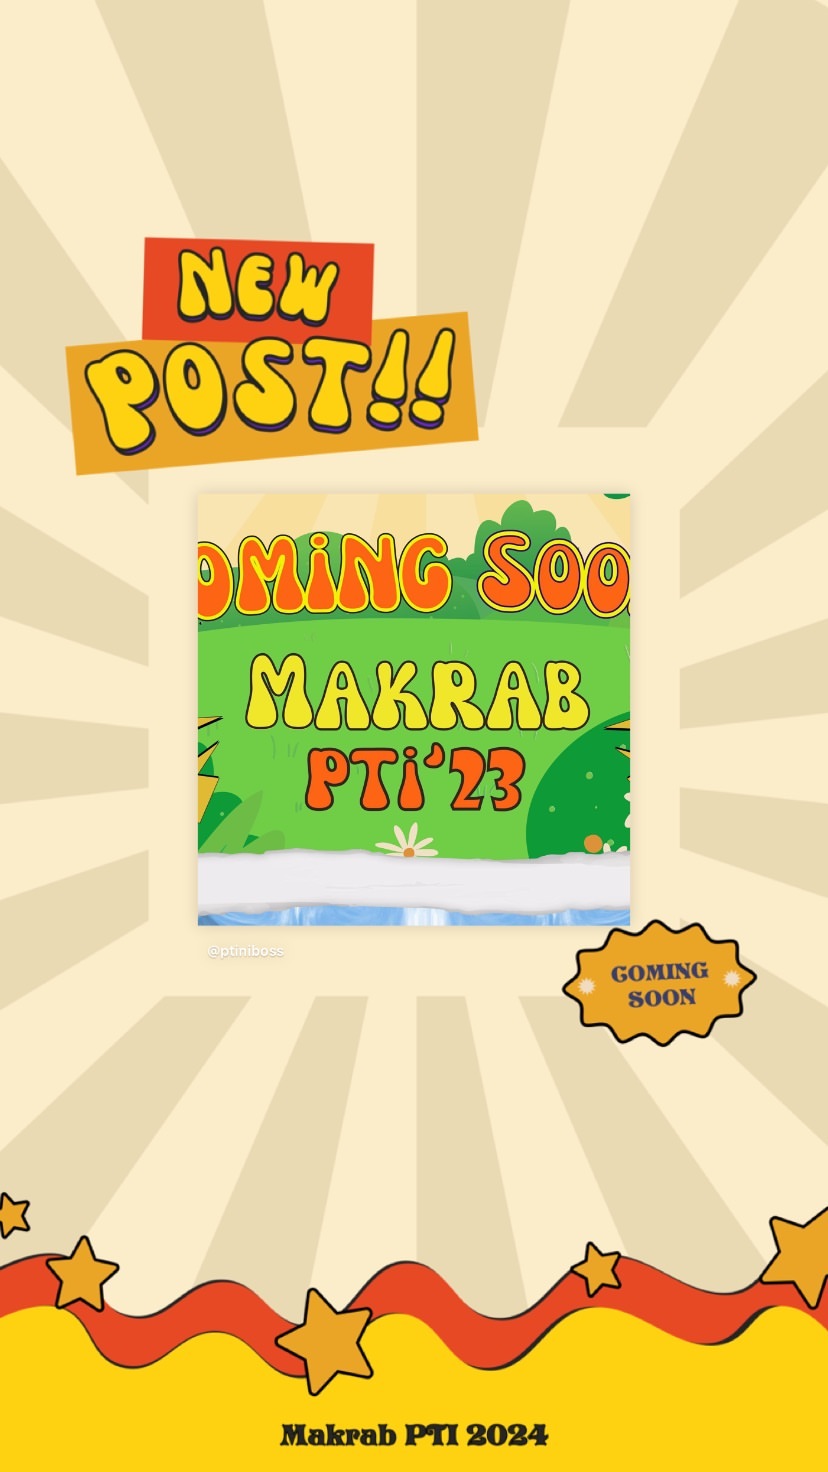 NEW
POST!!
OMiNG SOO
MAKRAB
PTi'23
@ptiniboss
COMING
SOON
Makrab PTI 2024